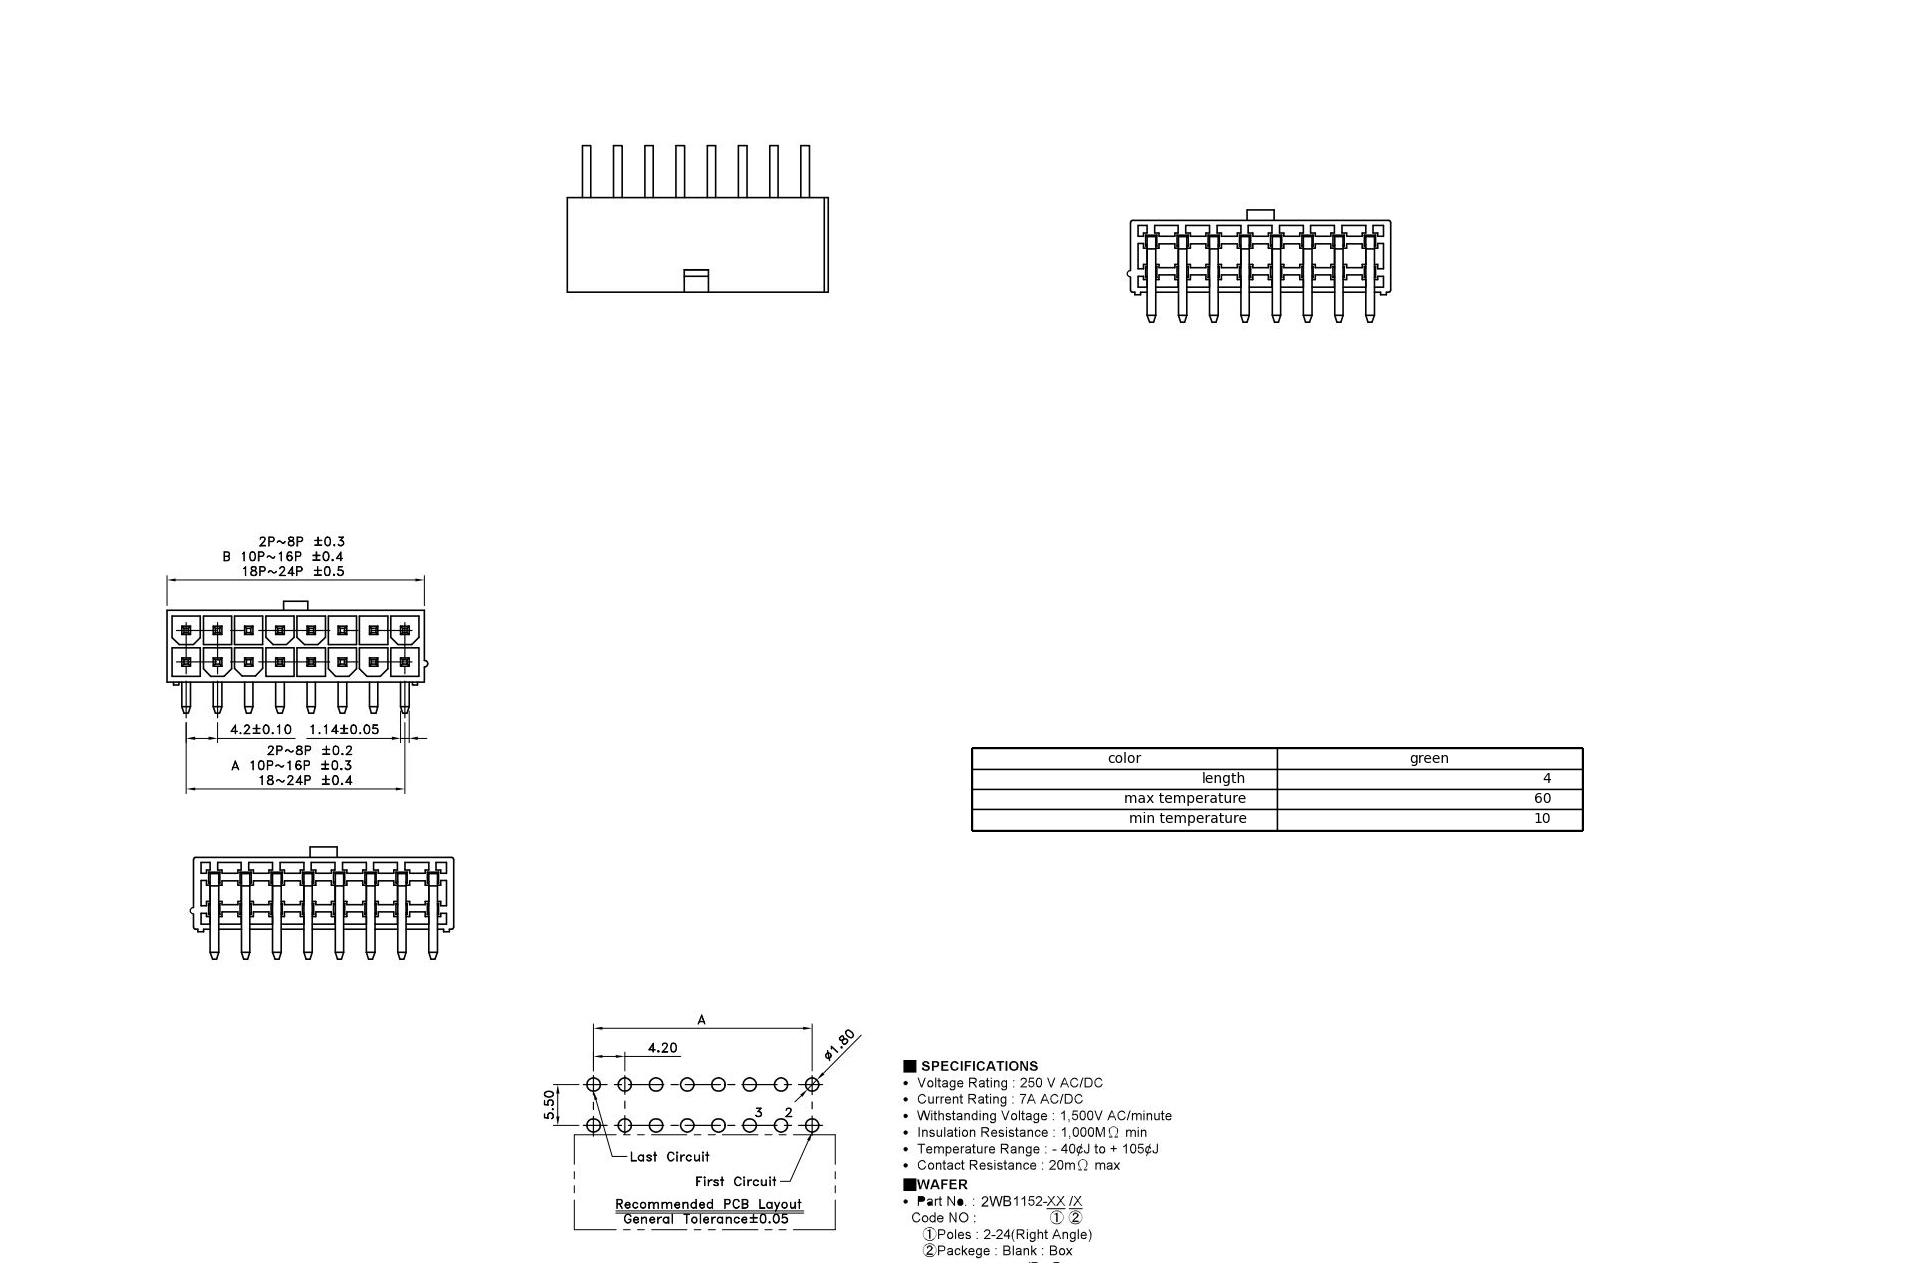 2P~8P ±0.3
B 10P~16P ±0.4
18P~24P ±0.5
4.2±0.10 1.14±0.05
2P~8P ±0.2
A 10P~16P ±0.3
18~24P ±0.4
color green
length 4
max temperature 60
min temperature 10
A
4.20
ø1.80
5.50
3 2
Last Circuit
First Circuit
Recommended PCB Layout
General Tolerance±0.05
■ SPECIFICATIONS
• Voltage Rating : 250 V AC/DC
• Current Rating : 7A AC/DC
• Withstanding Voltage : 1,500V AC/minute
• Insulation Resistance : 1,000MΩ min
• Temperature Range : - 40¢J to + 105¢J
• Contact Resistance : 20mΩ max
■WAFER
• Part No. : 2WB1152-XX /X
Code NO : ① ②
①Poles : 2-24(Right Angle)
②Packege : Blank : Box